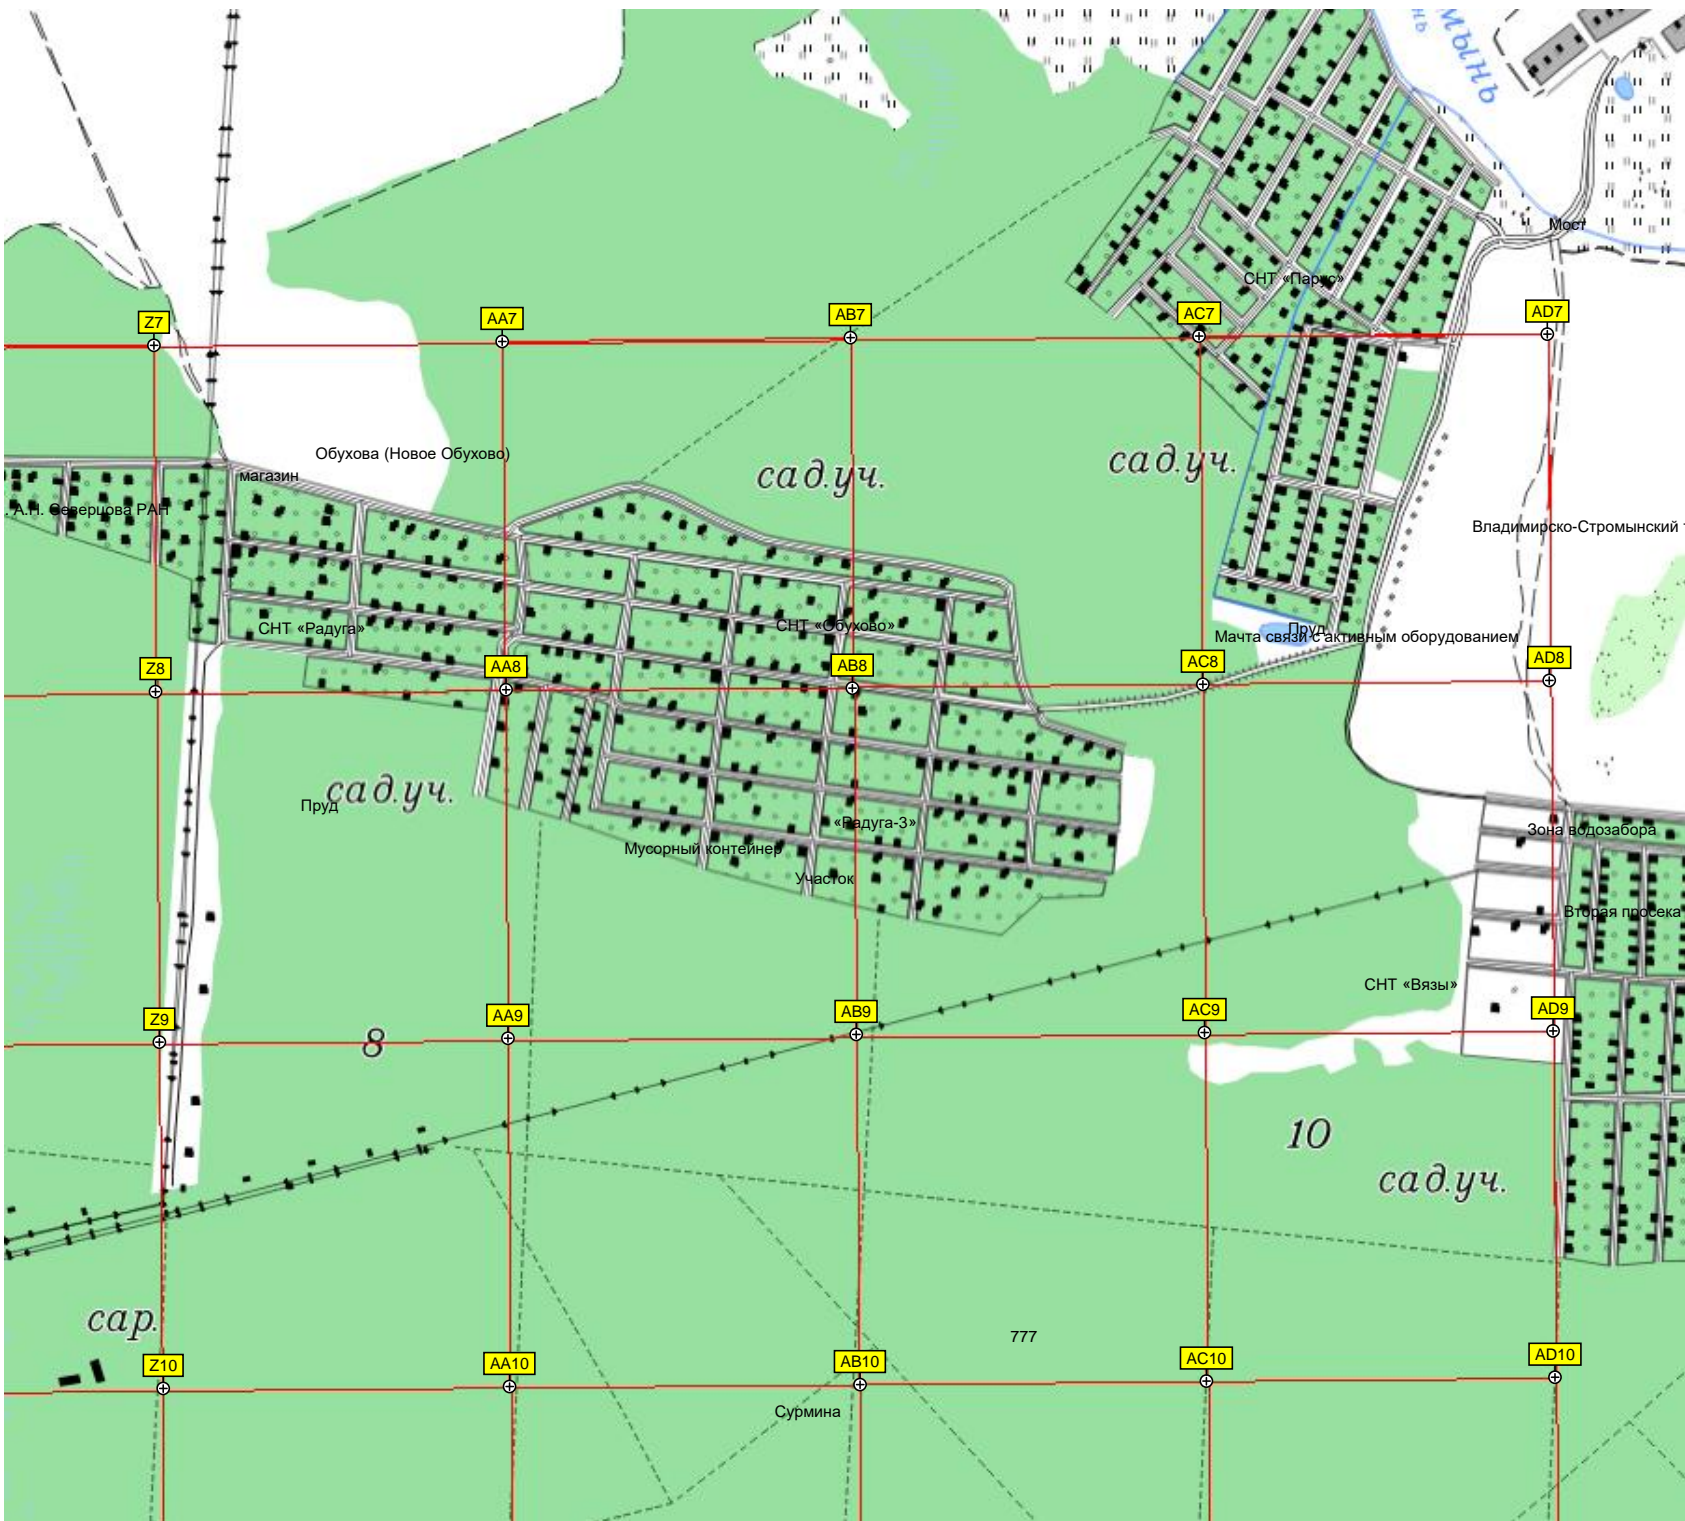 нь
мынь
Мост
СНТ «Парус»
Z7
AA7
AB7
AC7
AD7
Обухова (Новое Обухово)
магазин
сад.уч.
сад.уч.
. А.Н. Северцова РАН
Владимирско-Стромынский
СНТ «Радуга»
СНТ «Обухово»
Пруд
Мачта связи с активным оборудованием
Z8
AA8
AB8
AC8
AD8
сад.уч.
Пруд
«Радуга-3»
Зона водозабора
Мусорный контейнер
Участок
Вторая просека
СНТ «Вязы»
Z9
AA9
AB9
AC9
AD9
8
10
сад.уч.
сар.
777
Z10
AA10
AB10
AC10
AD10
Сурмина